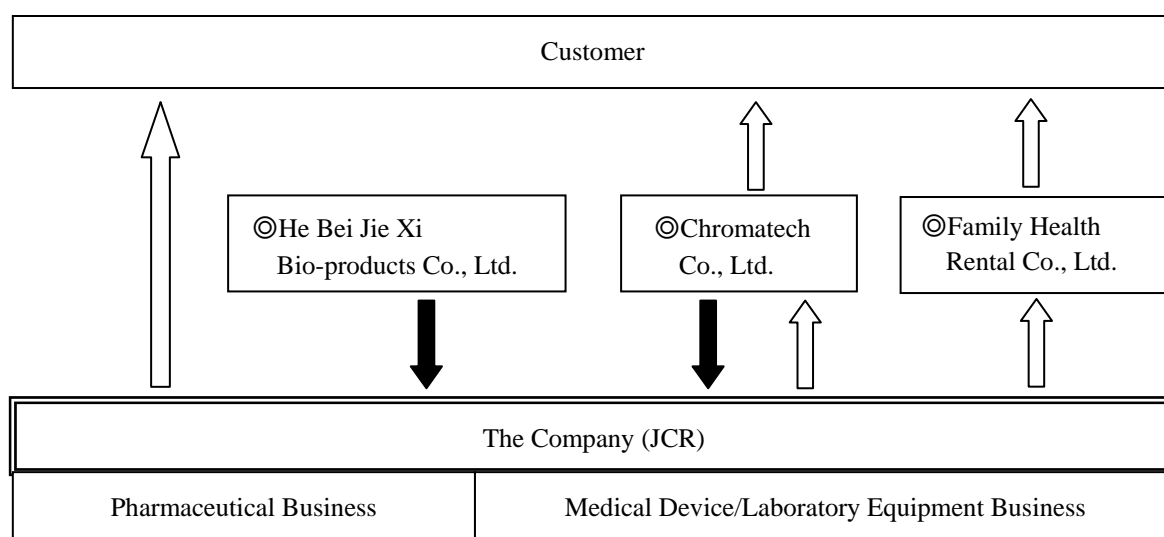 Customer
◎He Bei Jie Xi
Bio-products Co., Ltd.
◎Chromatech
Co., Ltd.
◎Family Health
Rental Co., Ltd.
The Company (JCR)
Pharmaceutical Business
Medical Device/Laboratory Equipment Business